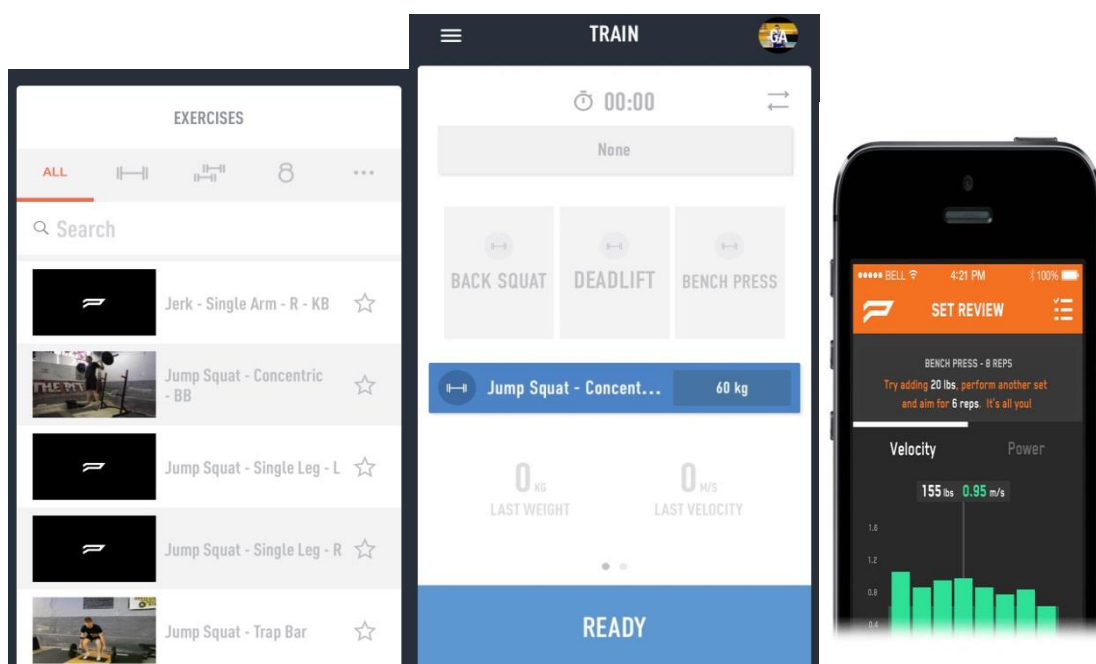 EXERCISES
ALL
Search
Jerk - Single Arm - R - KB
THE PIT
Jump Squat - Concentric
- BB
Jump Squat - Single Leg - L
Jump Squat - Single Leg - R
Jump Squat - Trap Bar
TRAIN
GA
00:00
None
BACK SQUAT
DEADLIFT
BENCH PRESS
Jump Squat - Concent...
60 kg
0 KG
LAST WEIGHT
0 M/S
LAST VELOCITY
READY
BELL 4:21 PM 100%
SET REVIEW
BENCH PRESS - 8 REPS
Try adding 20 lbs, perform another set
and aim for 6 reps. It's all you!
Velocity
Power
155 lbs 0.95 m/s
1.6
1.2
0.8
0.4